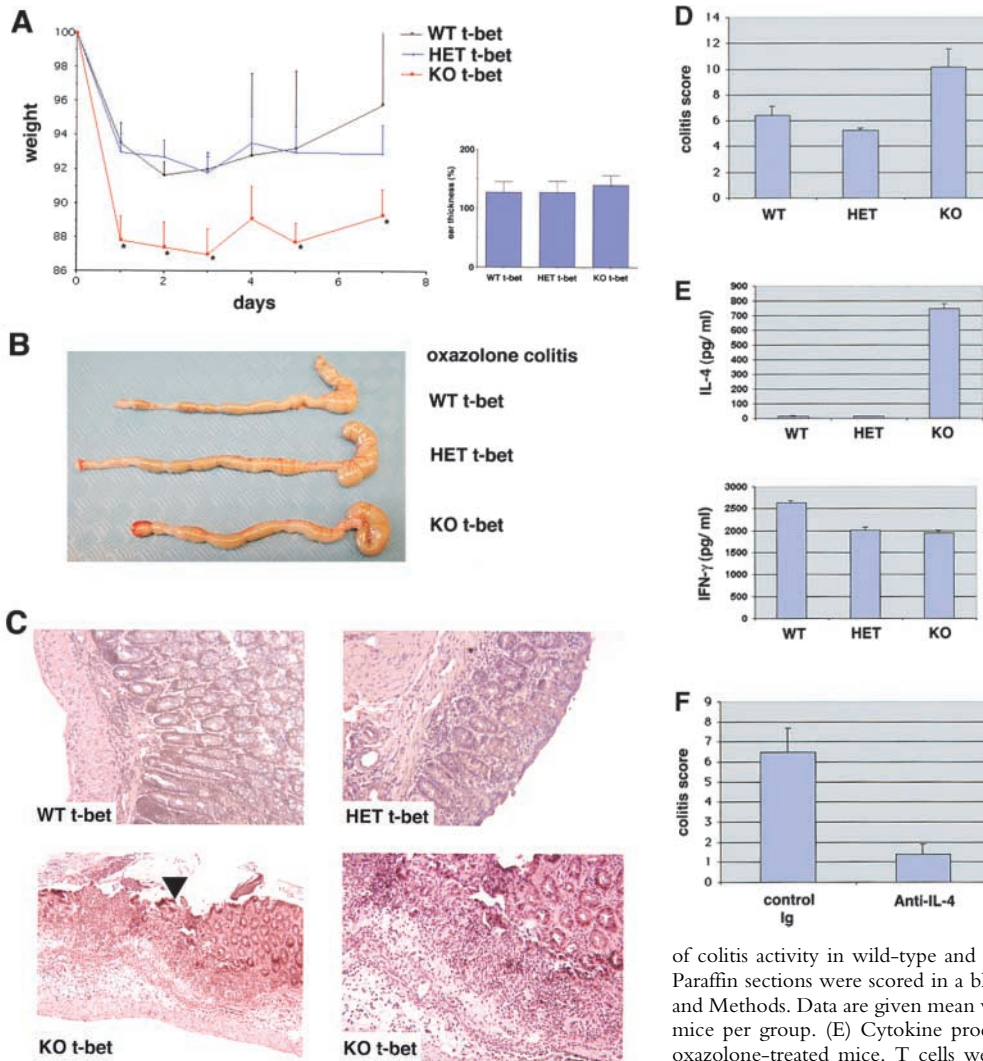 A
weight
100
98
96
94
92
90
88
86
0
2
4
6
8
days
WT t-bet
HET t-bet
KO t-bet
*
*
*
*
*
ear thickness (%)
200
100
0
WT t-bet
HET t-bet
KO t-bet
B
oxazolone colitis
WT t-bet
HET t-bet
KO t-bet
C
WT t-bet
HET t-bet
KO t-bet
KO t-bet
D
colitis score
14
12
10
8
6
4
2
0
WT
HET
KO
E
IL-4 (pg/ ml)
900
800
700
600
500
400
300
200
100
0
WT
HET
KO
IFN-γ (pg/ ml)
3000
2500
2000
1500
1000
500
0
WT
HET
KO
F
colitis score
9
8
7
6
5
4
3
2
1
0
control
Ig
Anti-IL-4
of colitis activity in wild-type and
Paraffin sections were scored in a
and Methods. Data are given mean
mice per group. (E) Cytokine
oxazolone-treated mice. T cells